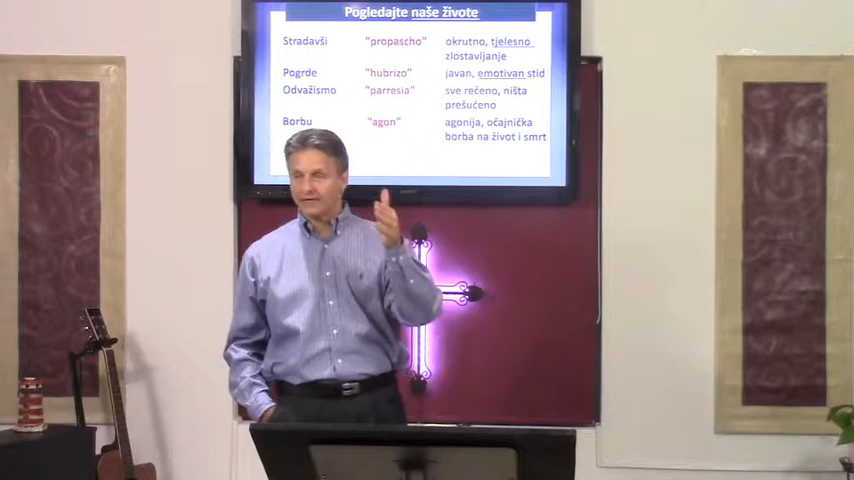 Pogledajte naše živote
Stradavši "propascho" okrutno, tjelesno
zlostavljanje
Pogrde "hubrizo" javan, emotivan stid
Odvažismo "parresia" sve rečeno, ništa
prešućeno
Borbu "agon" agonija, očajnička
borba na život i smrt